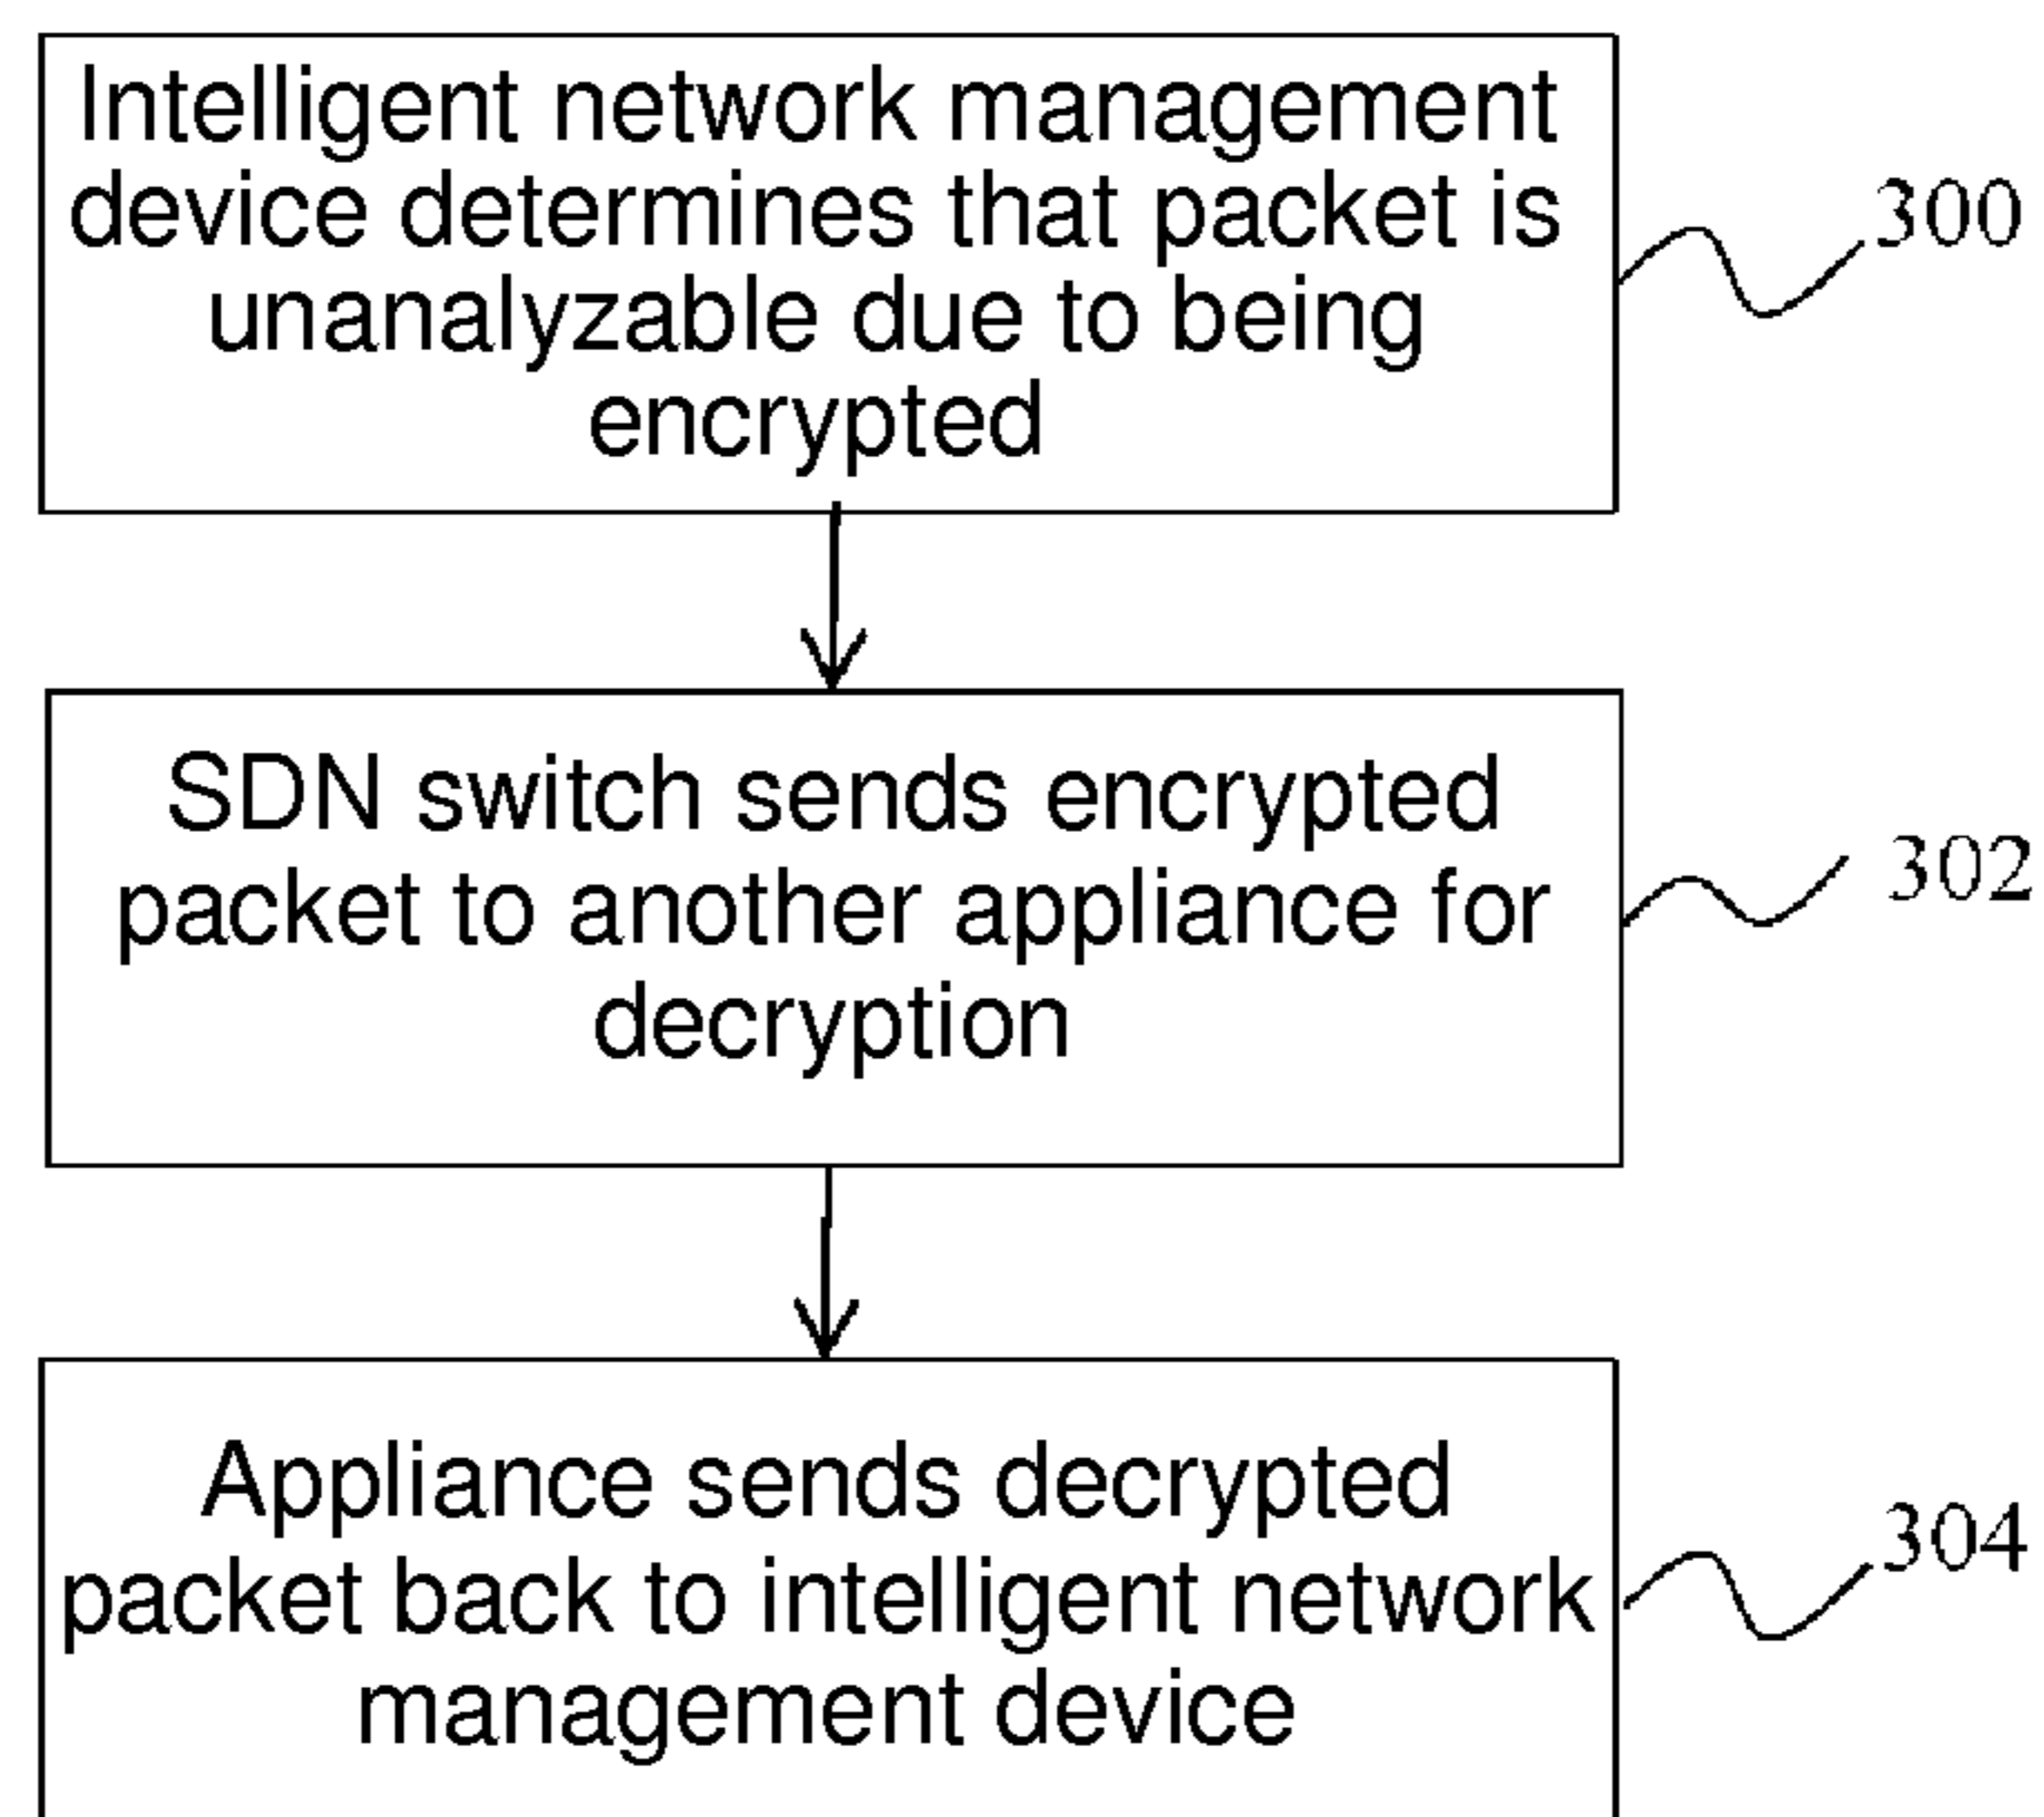 Intelligent network management
device determines that packet is
unanalyzable due to being
encrypted
300
SDN switch sends encrypted
packet to another appliance for
decryption
302
Appliance sends decrypted
packet back to intelligent network
management device
304